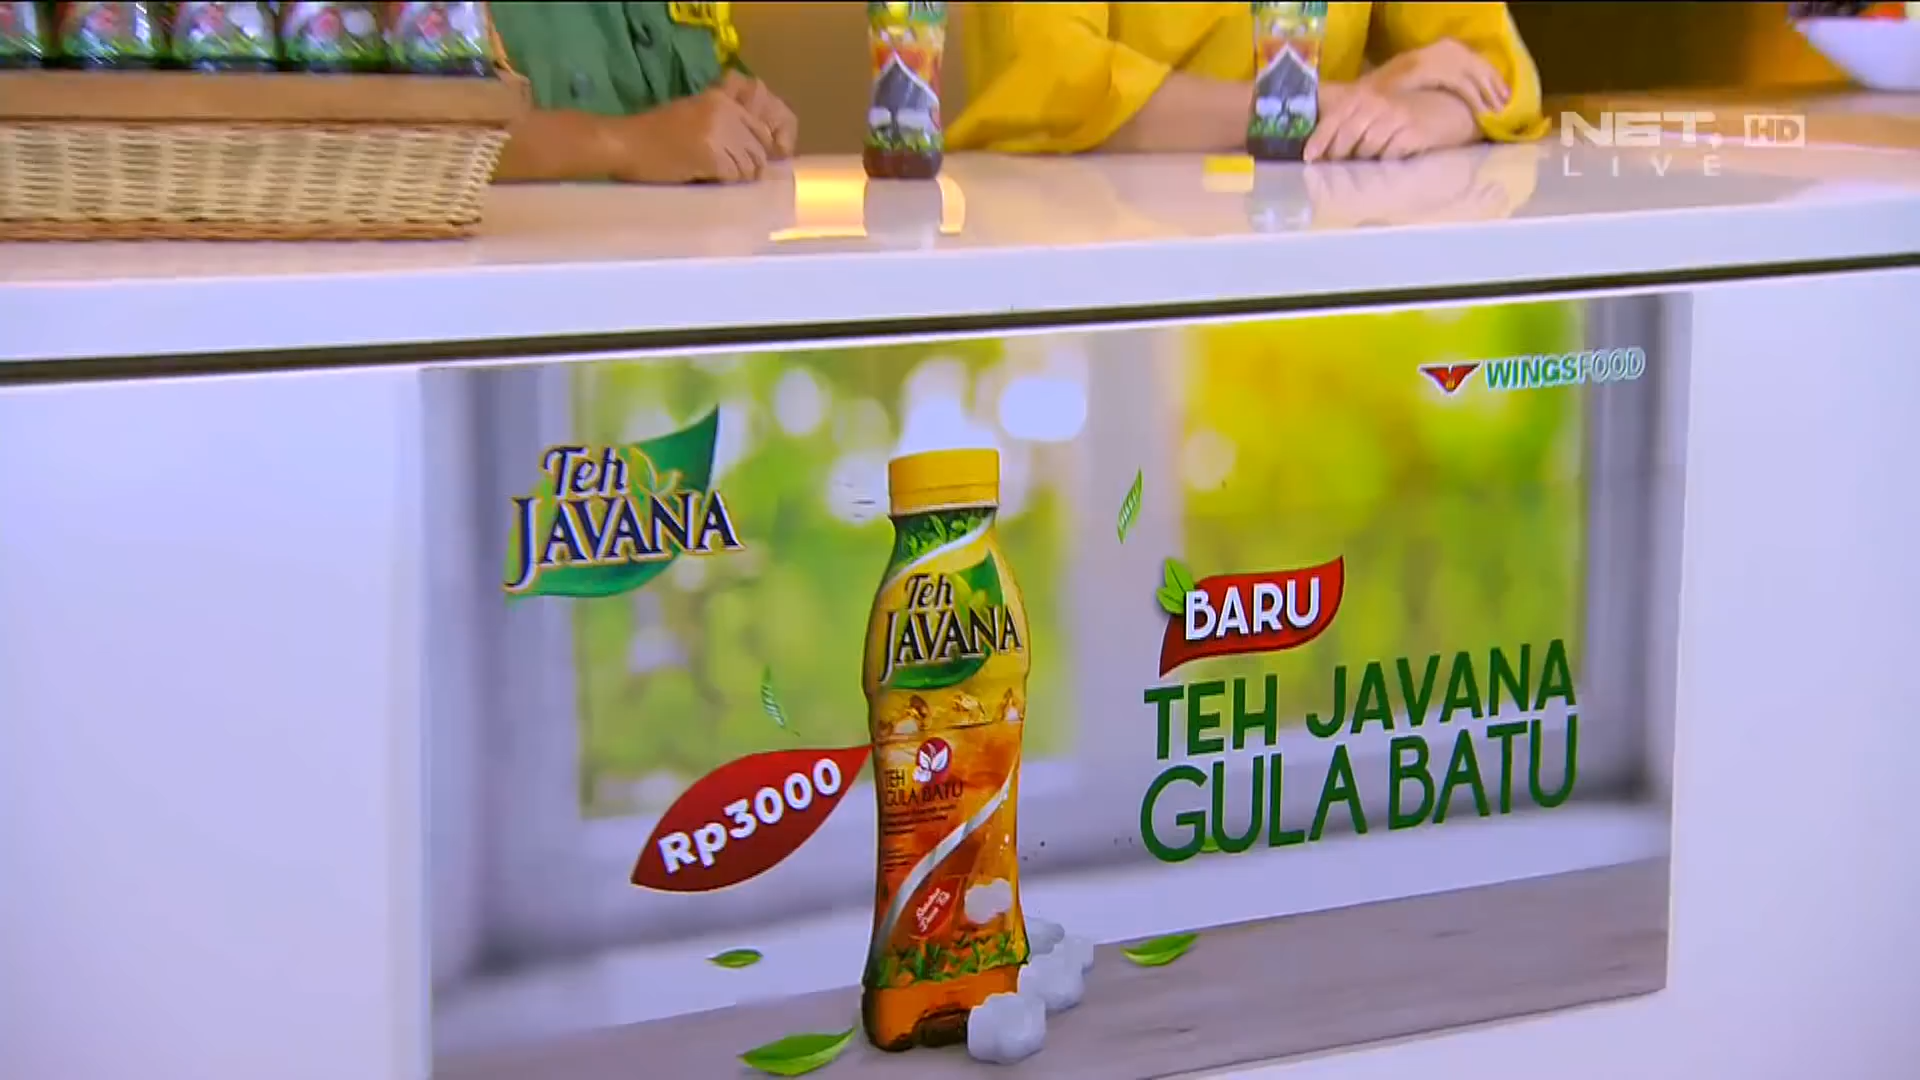 NET. HD
LIVE
WINGSFOOD
Teh
JAVANA
Teh
JAVANA
BARU
TEH JAVANA
GULA BATU
Rp3000
TEH
GULA BATU